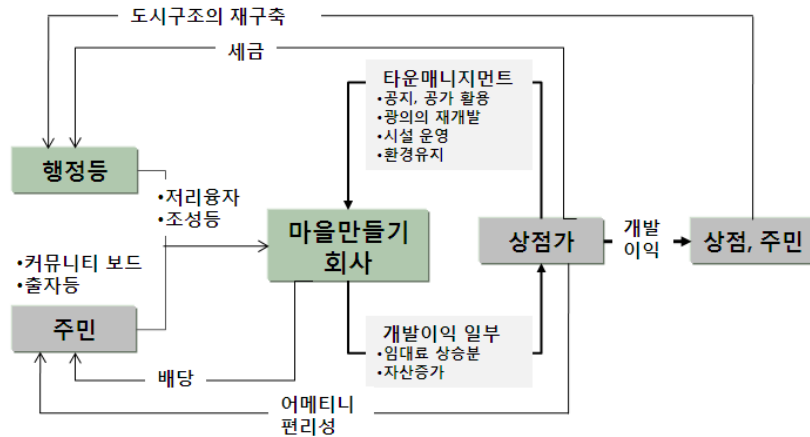 도시구조의 재구축
세금
타운매니지먼트
•공지, 공가 활용
•광의의 재개발
•시설 운영
•환경유지
행정등
•저리융자
•조성등
마을만들기
회사
상점가
개발
이익
상점, 주민
•커뮤니티 보드
•출자등
주민
개발이익 일부
•임대료 상승분
•자산증가
배당
어메티니
편리성